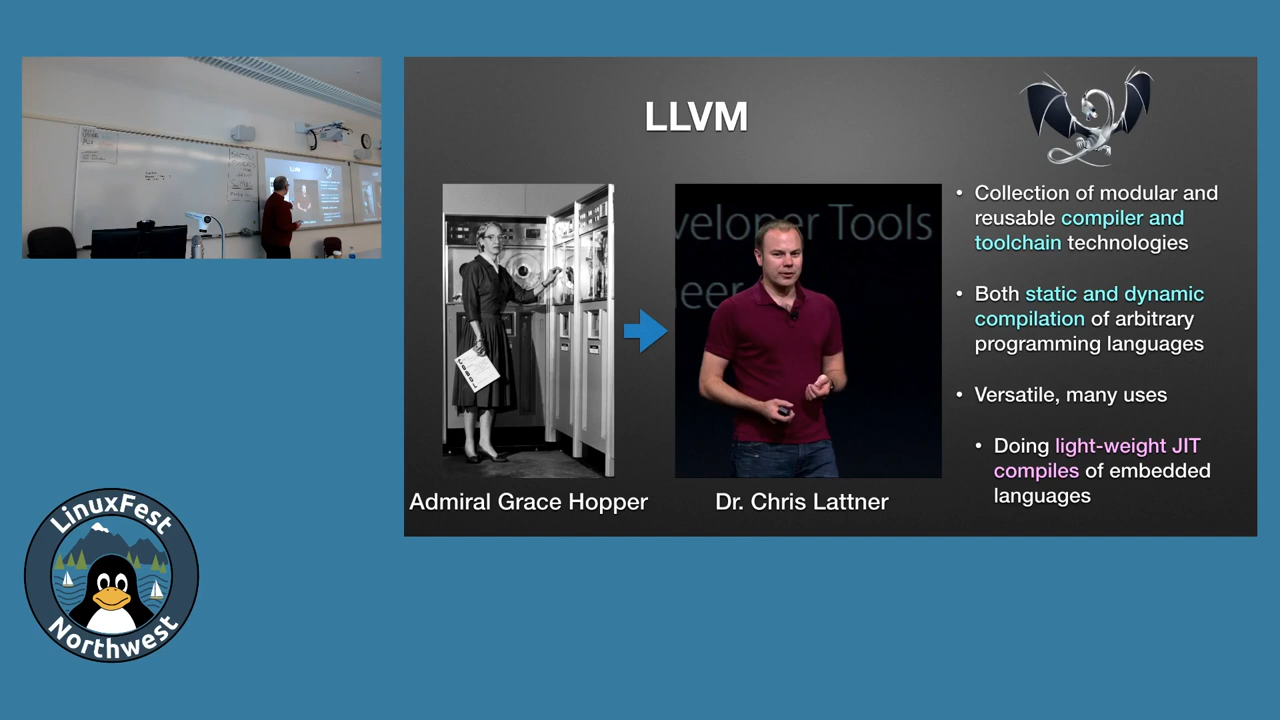 LLVM
veloper Tools
eer
COBOL
Admiral Grace Hopper
Dr. Chris Lattner
• Collection of modular and
reusable compiler and
toolchain technologies
• Both static and dynamic
compilation of arbitrary
programming languages
• Versatile, many uses
• Doing light-weight JIT
compiles of embedded
languages
LinuxFest
Northwest